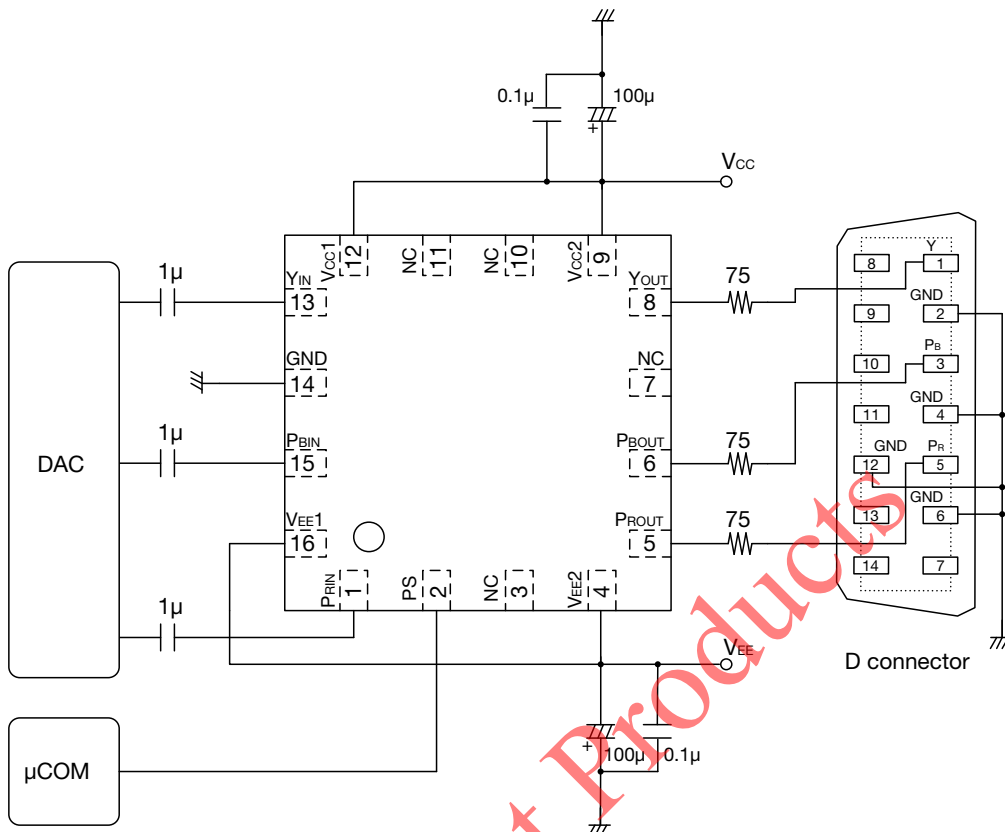 0.1µ 100µ
+
VCC
VCC1 12
NC 11
NC 10
VCC2 9
DAC
1µ
YIN
13
GND
14
1µ
PBIN
15
VEE1
16
1µ
PRIN 1
PS 2
NC 3
VEE2 4
YOUT
8
75
NC
7
PBOUT
6
75
PROUT
5
75
Y
8 1
GND
9 2
PB
10 3
GND
11 4
GND PR
12 5
GND
13 6
14 7
D connector
VEE
+
100µ 0.1µ
µCOM
t Products